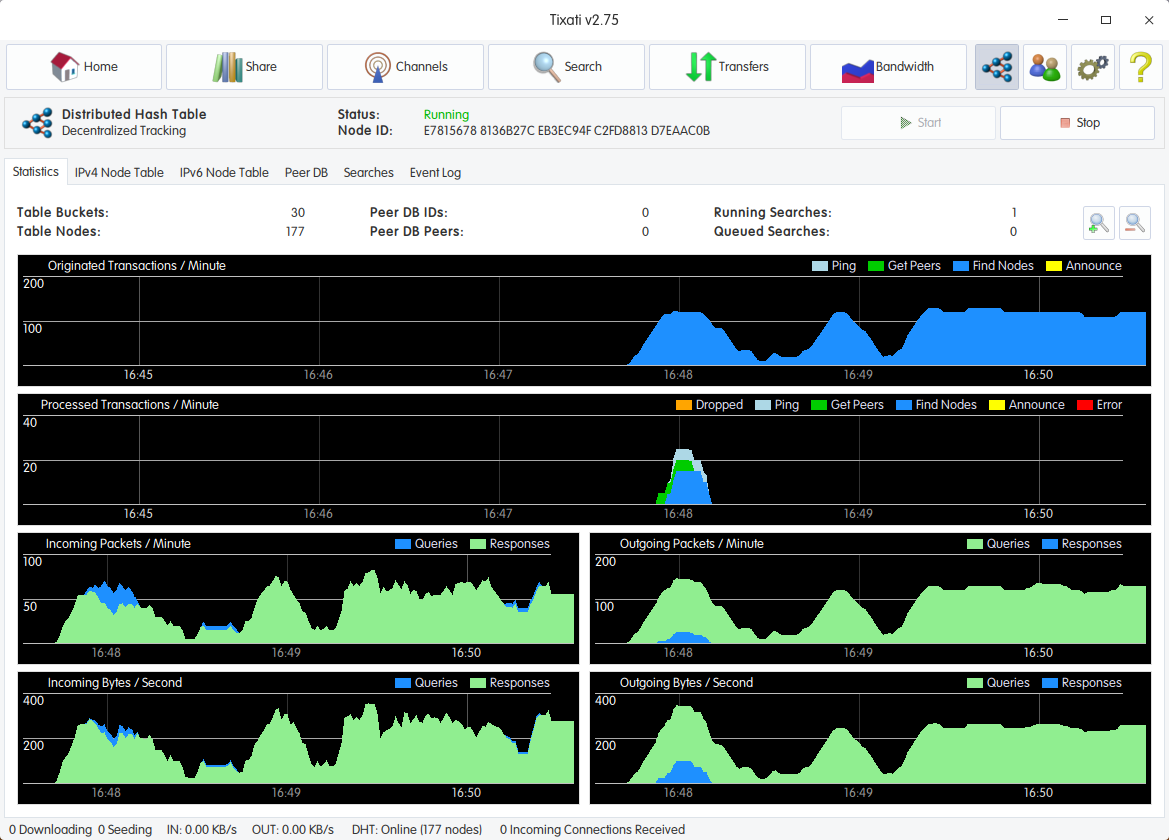 Tixati v2.75
Home Share Channels Search Transfers Bandwidth
Distributed Hash Table
Decentralized Tracking
Status: Running
Node ID: E7815678 8136B27C EB3EC94F C2FD8813 D7EAAC0B
Start Stop
Statistics IPv4 Node Table IPv6 Node Table Peer DB Searches Event Log
Table Buckets: 30 Peer DB IDs: 0 Running Searches: 1
Table Nodes: 177 Peer DB Peers: 0 Queued Searches: 0
Originated Transactions / Minute Ping Get Peers Find Nodes Announce
200
100
16:45 16:46 16:47 16:48 16:49 16:50
Processed Transactions / Minute Dropped Ping Get Peers Find Nodes Announce Error
40
20
16:45 16:46 16:47 16:48 16:49 16:50
Incoming Packets / Minute Queries Responses
100
50
16:48 16:49 16:50
Outgoing Packets / Minute Queries Responses
200
100
16:48 16:49 16:50
Incoming Bytes / Second Queries Responses
400
200
16:48 16:49 16:50
Outgoing Bytes / Second Queries Responses
400
200
16:48 16:49 16:50
0 Downloading 0 Seeding IN: 0.00 KB/s OUT: 0.00 KB/s DHT: Online (177 nodes) 0 Incoming Connections Received